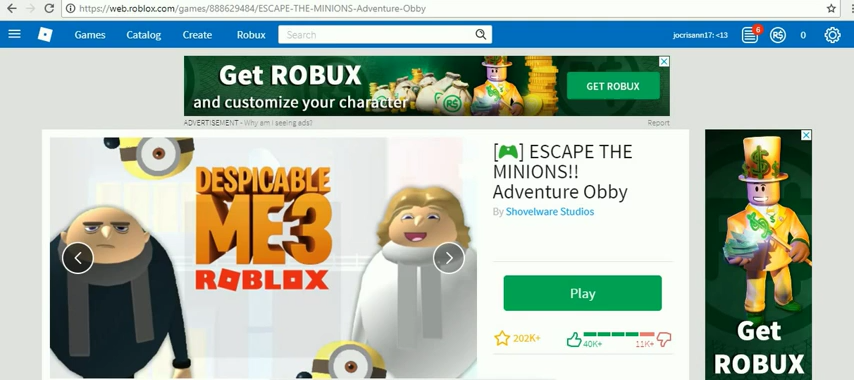 https://web.roblox.com/games/888629484/ESCAPE-THE-MINIONS-Adventure-Obby
Games Catalog Create Robux Search jocrisann17: <13 6 0
Get ROBUX
and customize your character
GET ROBUX
ADVERTISEMENT - Why am I seeing ads? Report
DESPICABLE
ME3
ROBLOX
[🎮] ESCAPE THE
MINIONS!!
Adventure Obby
By Shovelware Studios
Play
202K+ 40K+ 11K+
Get
ROBUX